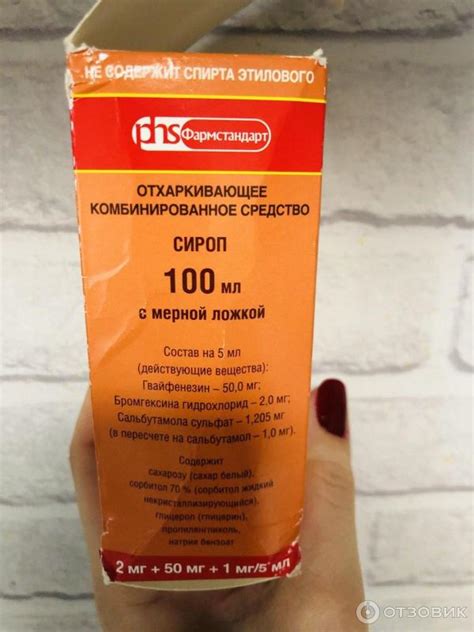 НЕ СОДЕРЖИТ СПИРТА ЭТИЛОВОГО
phs Фармстандарт
ОТХАРКИВАЮЩЕЕ
КОМБИНИРОВАННОЕ СРЕДСТВО
СИРОП
100 мл
с мерной ложкой
Состав на 5 мл
(действующие вещества):
Гвайфенезин – 50,0 мг;
Бромгексина гидрохлорид – 2,0 мг;
Сальбутамола сульфат – 1,205 мг
(в пересчете на сальбутамол – 1,0 мг).
Содержит
сахарозу (сахар белый),
сорбитол 70 % (сорбитол жидкий
некристаллизирующийся),
глицерол (глицерин),
пропиленгликоль,
натрия бензоат
2 мг + 50 мг + 1 мг/5 мл
ОТЗОВИК